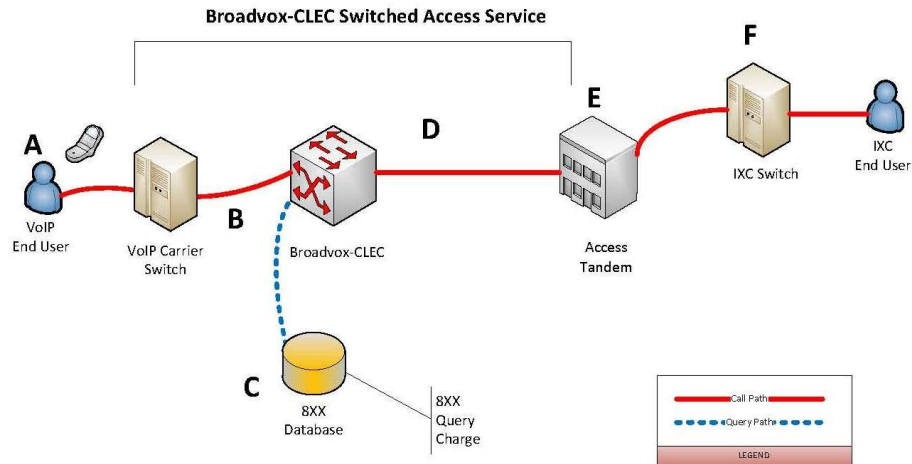 Broadvox-CLEC Switched Access Service
F
E
D
A
B
C
VoIP
End User
VoIP Carrier
Switch
Broadvox-CLEC
Access
Tandem
IXC Switch
IXC
End User
8XX
Database
8XX
Query
Charge
Call Path
Query Path
LEGEND